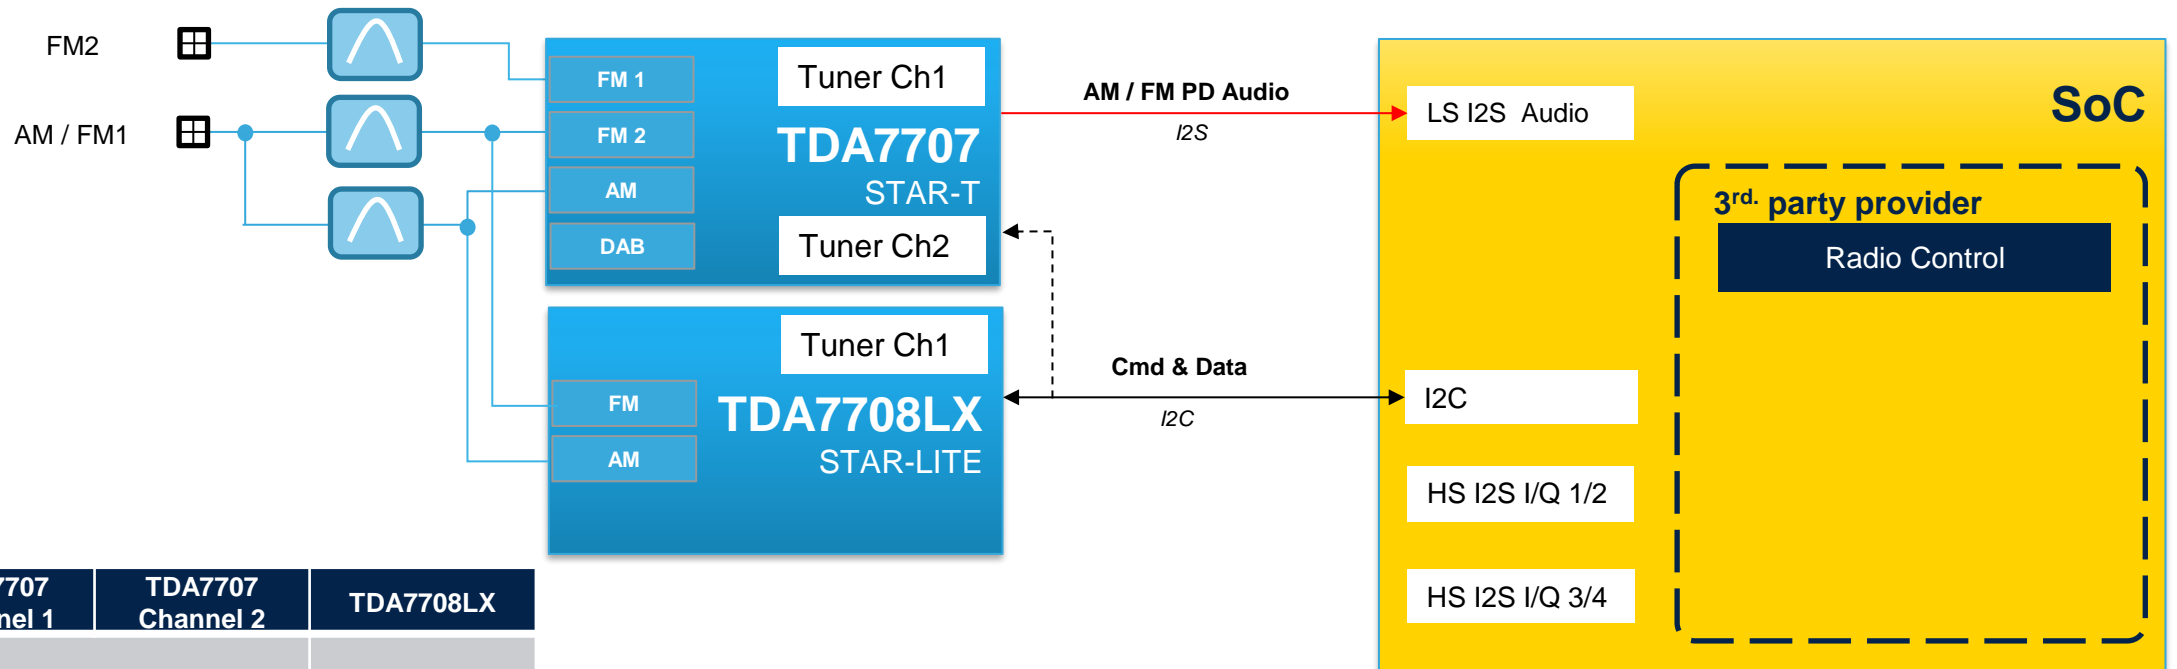 FM2
AM / FM1
FM 1
FM 2
AM
DAB
Tuner Ch1
TDA7707
STAR-T
Tuner Ch2
FM
AM
Tuner Ch1
TDA7708LX
STAR-LITE
AM / FM PD Audio
I2S
Cmd & Data
I2C
SoC
LS I2S Audio
I2C
HS I2S I/Q 1/2
HS I2S I/Q 3/4
3rd. party provider
Radio Control
TDA7707
Channel 2
TDA7708LX